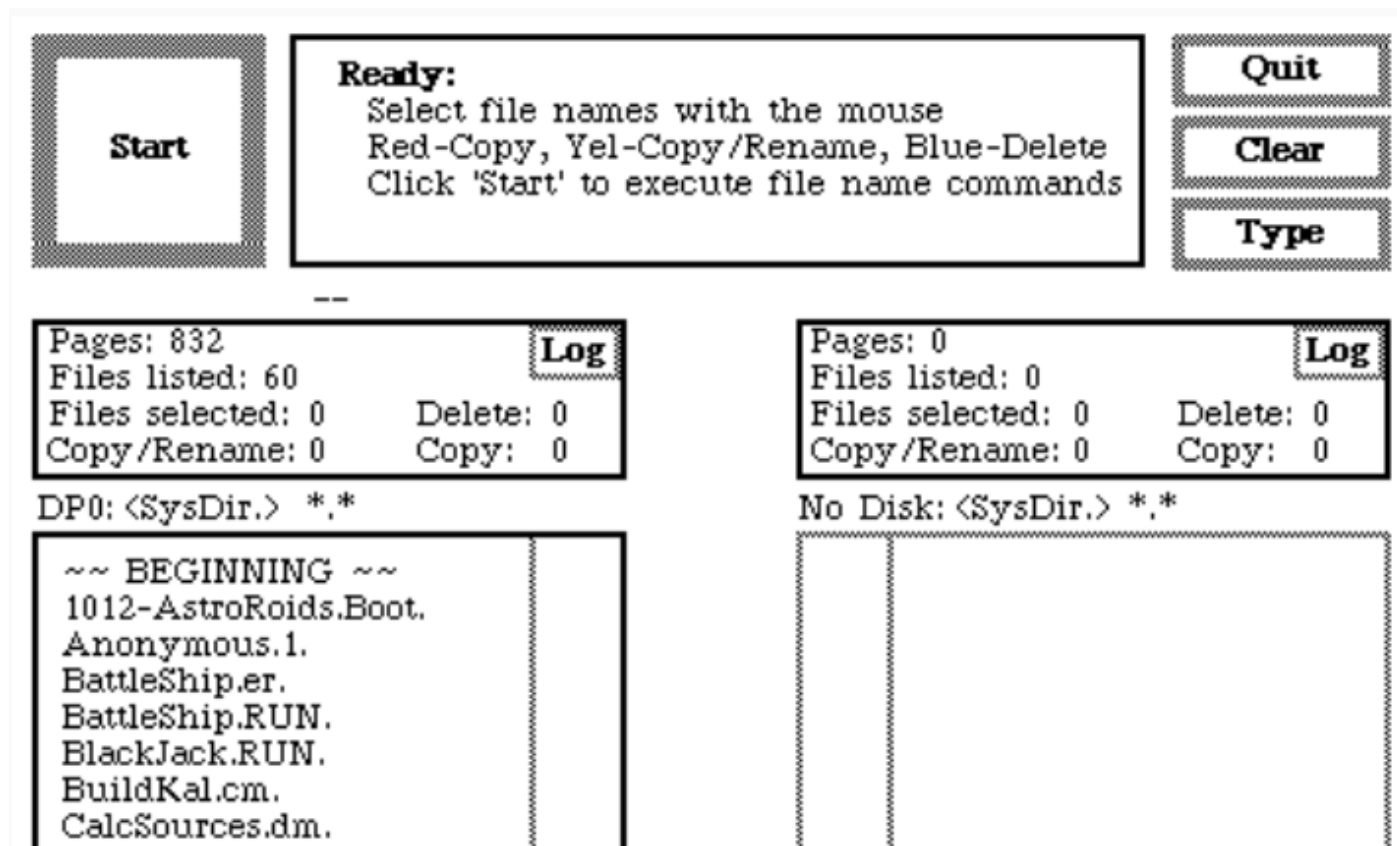 Start
Ready:
Select file names with the mouse
Red-Copy, Yel-Copy/Rename, Blue-Delete
Click 'Start' to execute file name commands
Quit
Clear
Type
--
Pages: 832
Log
Files listed: 60
Files selected: 0 Delete: 0
Copy/Rename: 0 Copy: 0
DP0: <SysDir.> *.*
~~ BEGINNING ~~
1012-AstroRoids.Boot.
Anonymous.1.
BattleShip.er.
BattleShip.RUN.
BlackJack.RUN.
BuildKal.cm.
CalcSources.dm.
Pages: 0
Log
Files listed: 0
Files selected: 0 Delete: 0
Copy/Rename: 0 Copy: 0
No Disk: <SysDir.> *.*